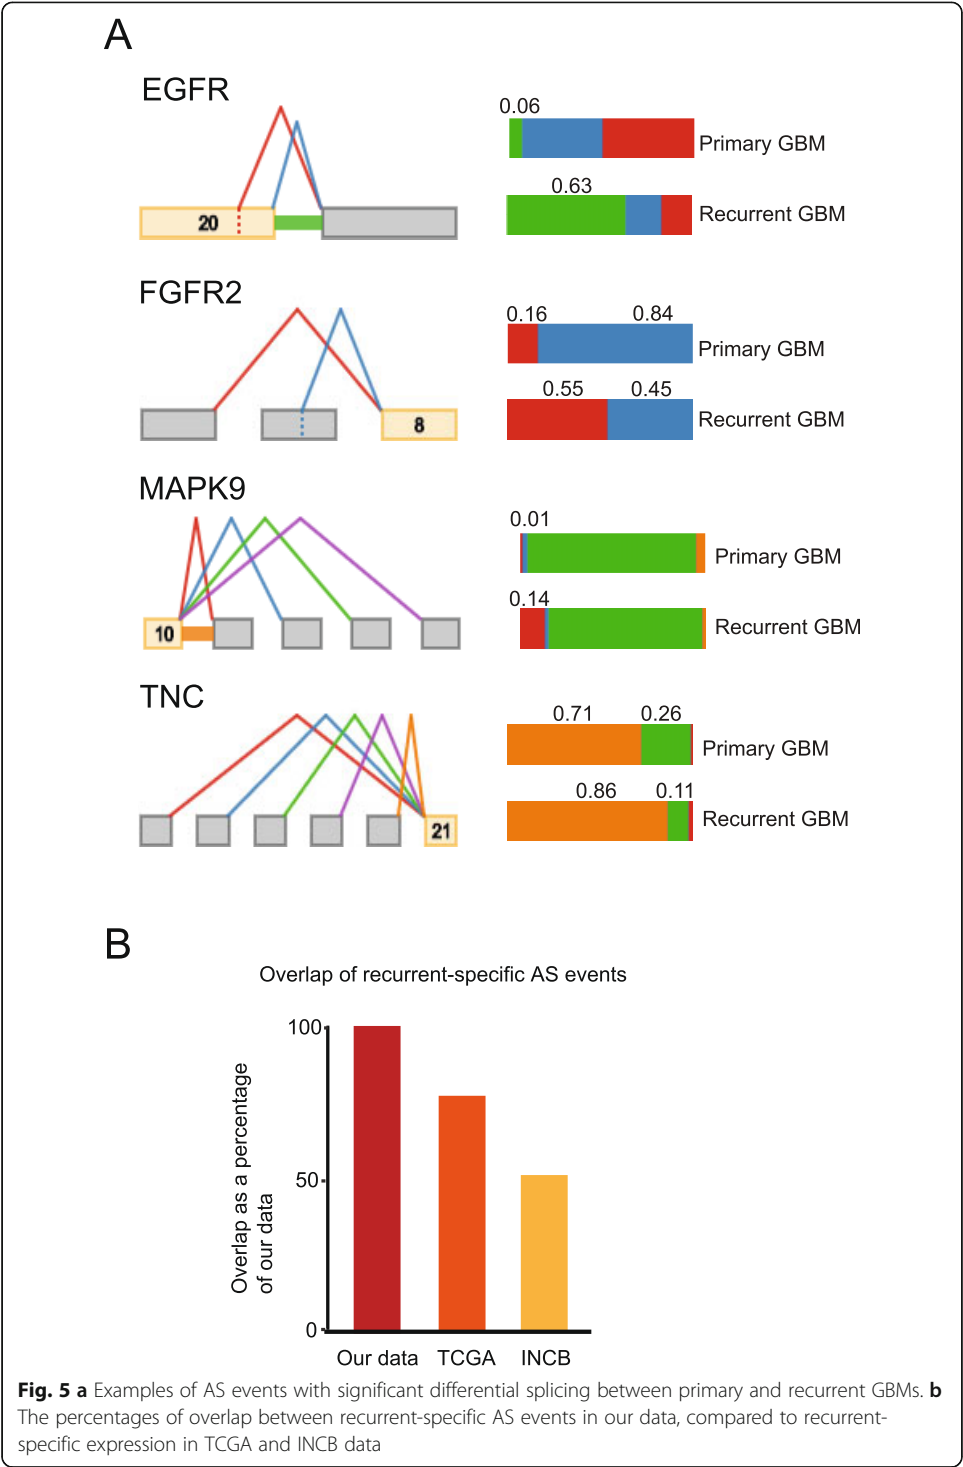 A
EGFR
0.06
Primary GBM
0.63
Recurrent GBM
20
FGFR2
0.16 0.84
Primary GBM
0.55 0.45
Recurrent GBM
8
MAPK9
0.01
Primary GBM
0.14
Recurrent GBM
10
TNC
0.71 0.26
Primary GBM
0.86 0.11
Recurrent GBM
21
B
Overlap of recurrent-specific AS events
Overlap as a percentage
of our data
100
50
0
Our data TCGA INCB
Fig. 5 a Examples of AS events with significant differential splicing between primary and recurrent GBMs. b
The percentages of overlap between recurrent-specific AS events in our data, compared to recurrent-
specific expression in TCGA and INCB data